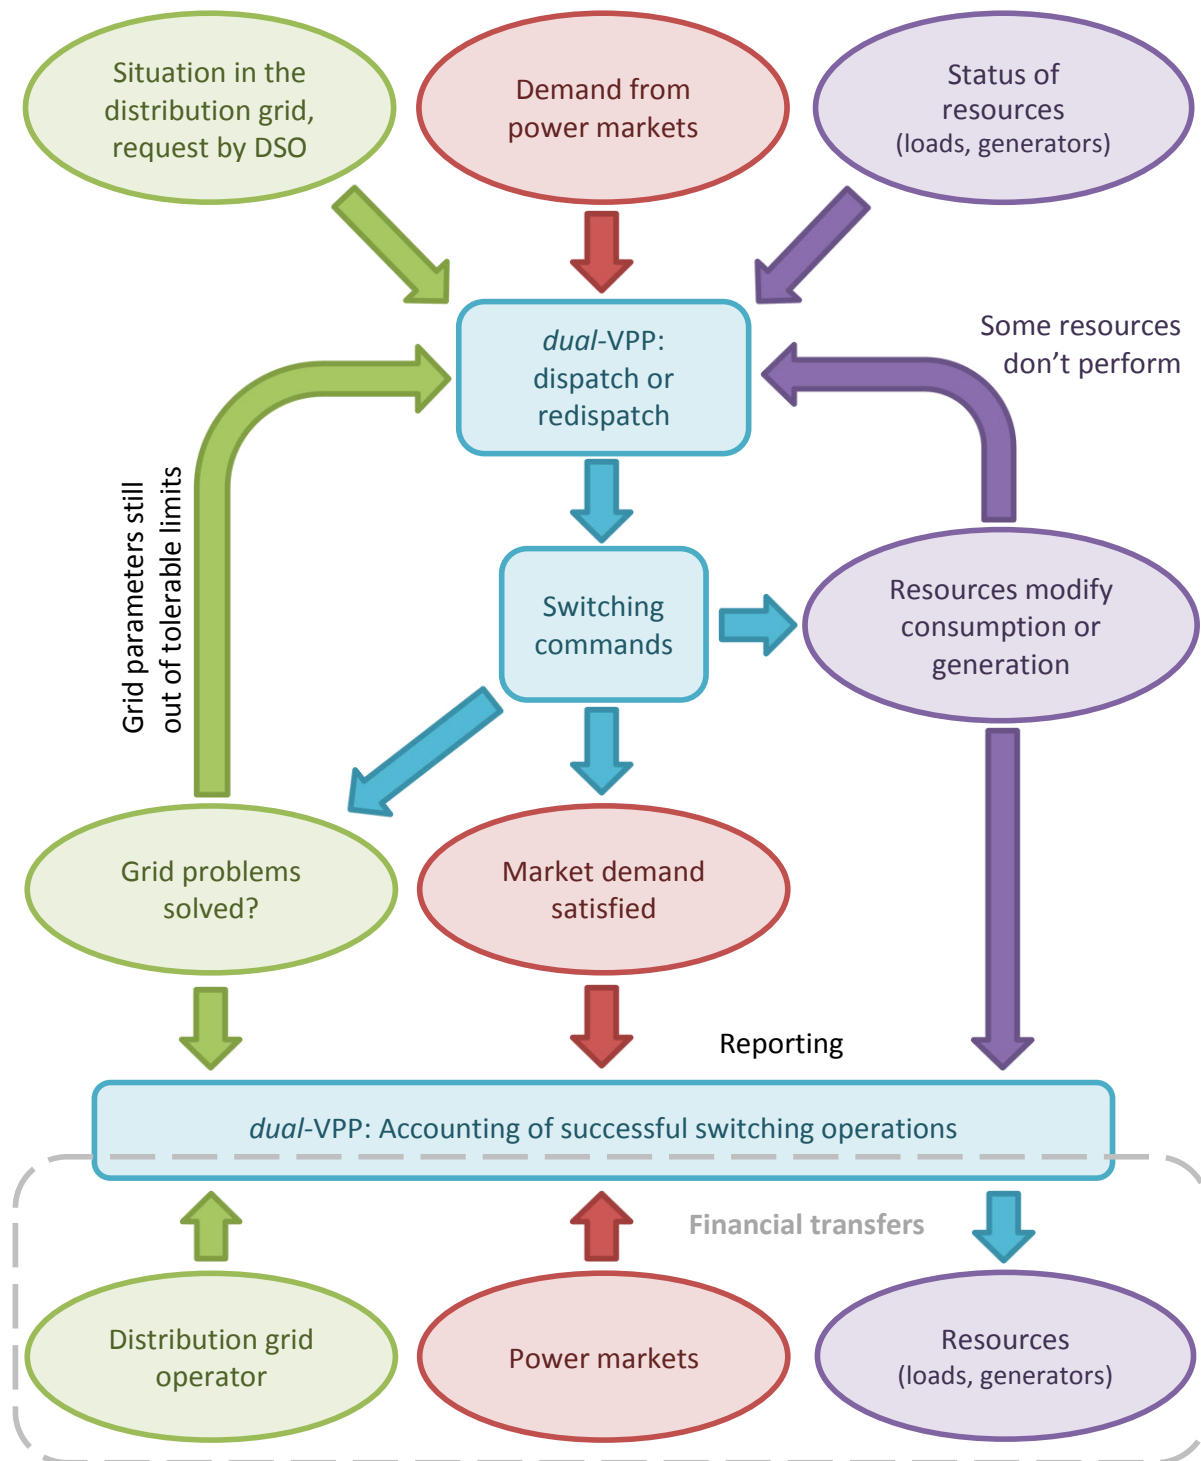 Situation in the
distribution grid,
request by DSO
Demand from
power markets
Status of
resources
(loads, generators)
dual-VPP:
dispatch or
redispatch
Some resources
don't perform
Grid parameters still
out of tolerable limits
Switching
commands
Resources modify
consumption or
generation
Grid problems
solved?
Market demand
satisfied
Reporting
dual-VPP: Accounting of successful switching operations
Financial transfers
Distribution grid
operator
Power markets
Resources
(loads, generators)